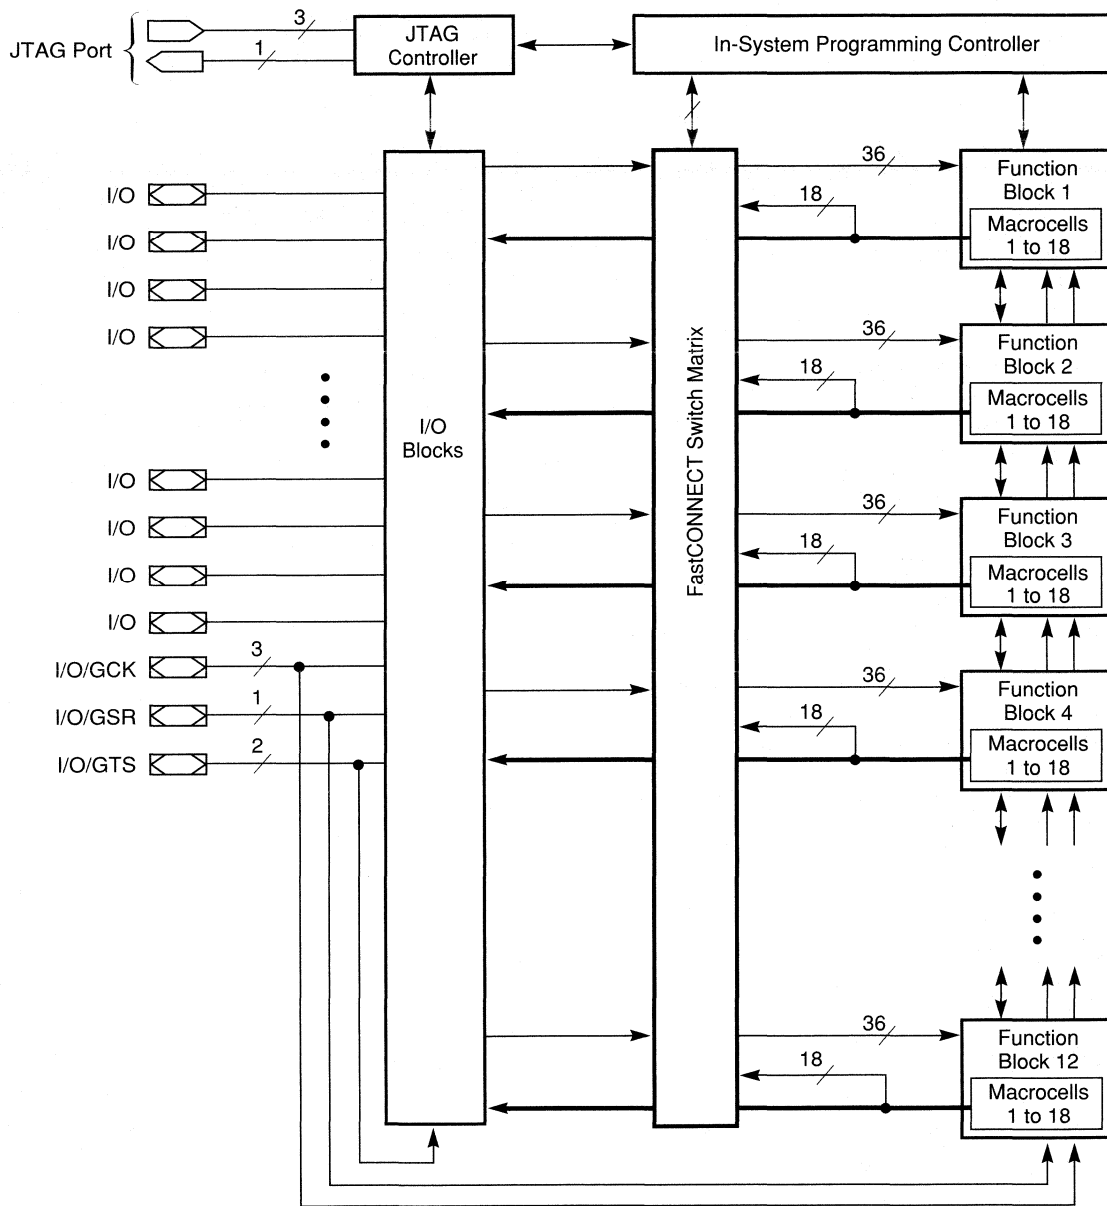 JTAG Port
3
1
JTAG
Controller
In-System Programming Controller
I/O
I/O
I/O
I/O
I/O
I/O
I/O
I/O
I/O/GCK
3
I/O/GSR
1
I/O/GTS
2
I/O
Blocks
FastCONNECT Switch Matrix
36
18
Function
Block 1
Macrocells
1 to 18
36
18
Function
Block 2
Macrocells
1 to 18
36
18
Function
Block 3
Macrocells
1 to 18
36
18
Function
Block 4
Macrocells
1 to 18
36
18
Function
Block 12
Macrocells
1 to 18